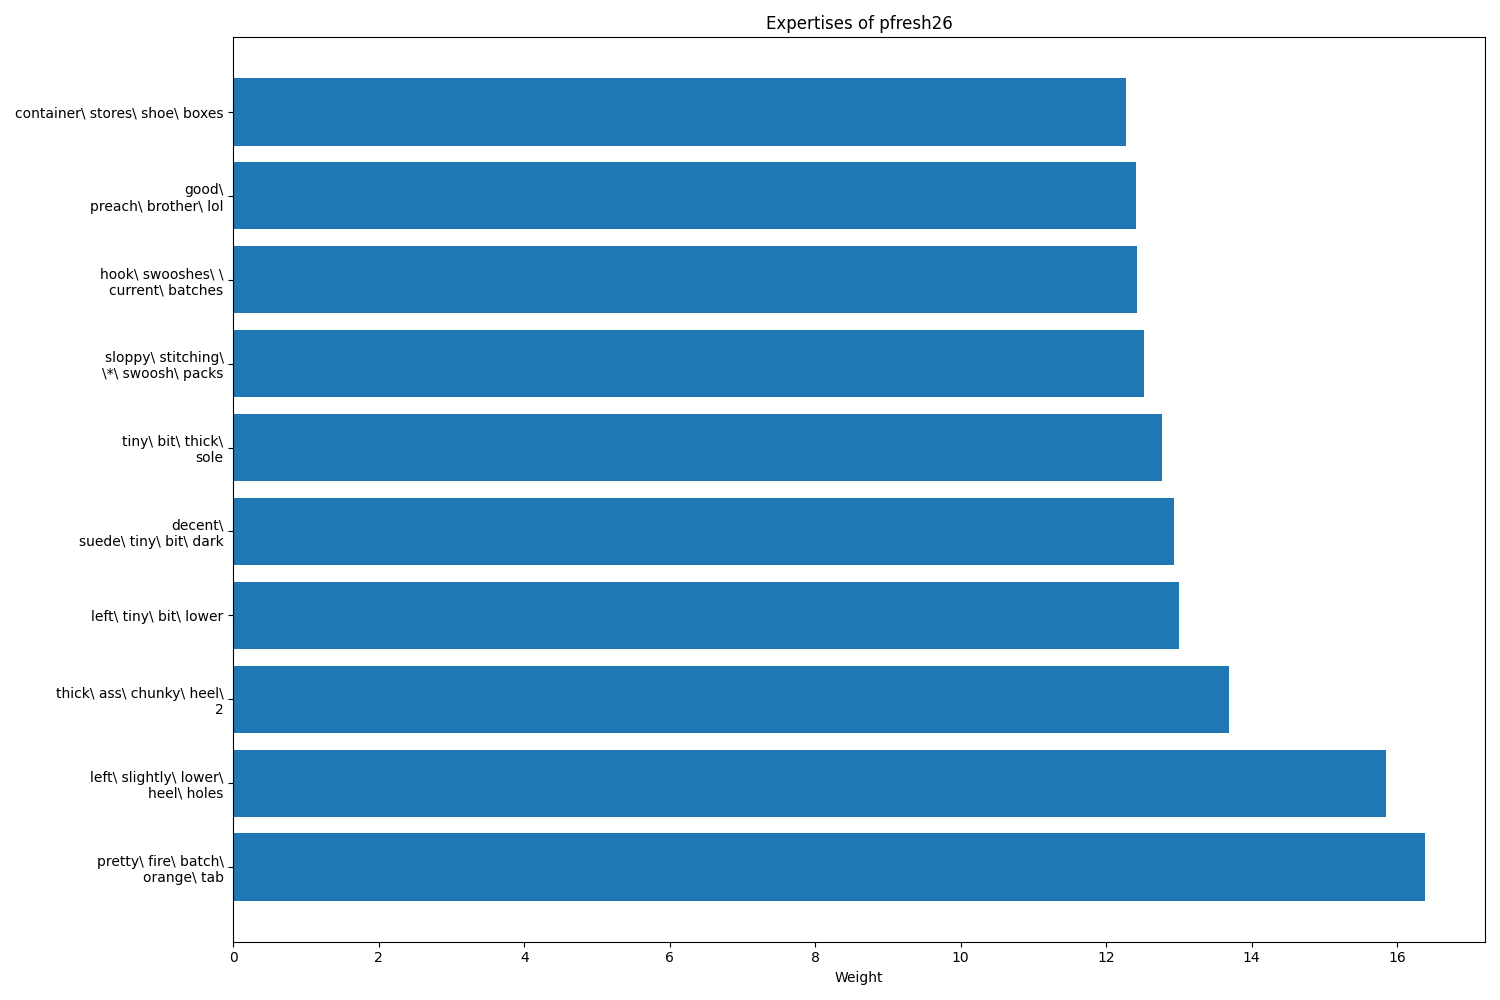 Expertises of pfresh26
container\ stores\ shoe\ boxes
good\
preach\ brother\ lol
hook\ swooshes\ \
current\ batches
sloppy\ stitching\
\*\ swoosh\ packs
tiny\ bit\ thick\
sole
decent\
suede\ tiny\ bit\ dark
left\ tiny\ bit\ lower
thick\ ass\ chunky\ heel\
2
left\ slightly\ lower\
heel\ holes
pretty\ fire\ batch\
orange\ tab
0 2 4 6 8 10 12 14 16
Weight